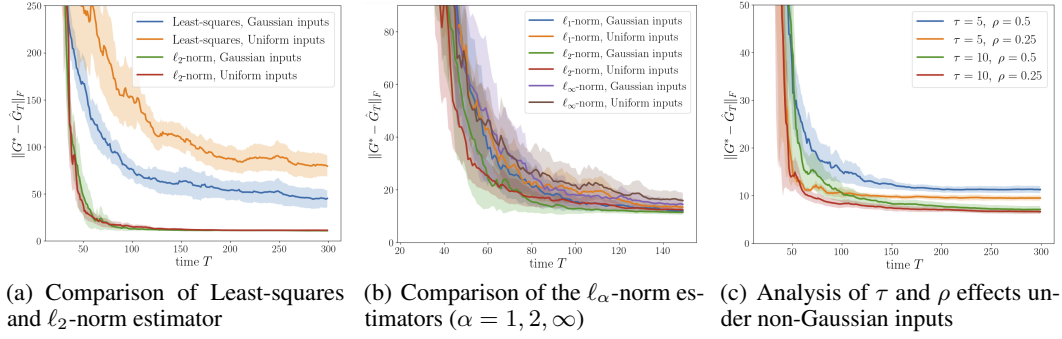 Least-squares, Gaussian inputs
Least-squares, Uniform inputs
ℓ₂-norm, Gaussian inputs
ℓ₂-norm, Uniform inputs
‖G* − Ĝ_T‖_F
250
200
150
100
50
0
50 100 150 200 250 300
time T
ℓ₁-norm, Gaussian inputs
ℓ₁-norm, Uniform inputs
ℓ₂-norm, Gaussian inputs
ℓ₂-norm, Uniform inputs
ℓ∞-norm, Gaussian inputs
ℓ∞-norm, Uniform inputs
‖G* − Ĝ_T‖_F
80
60
40
20
20 40 60 80 100 120 140
time T
τ = 5, ρ = 0.5
τ = 5, ρ = 0.25
τ = 10, ρ = 0.5
τ = 10, ρ = 0.25
‖G* − Ĝ_T‖_F
50
40
30
20
10
0
50 100 150 200 250 300
time T
(a) Comparison of Least-squares
and ℓ₂-norm estimator
(b) Comparison of the ℓα-norm es-
timators (α = 1, 2, ∞)
(c) Analysis of τ and ρ effects un-
der non-Gaussian inputs